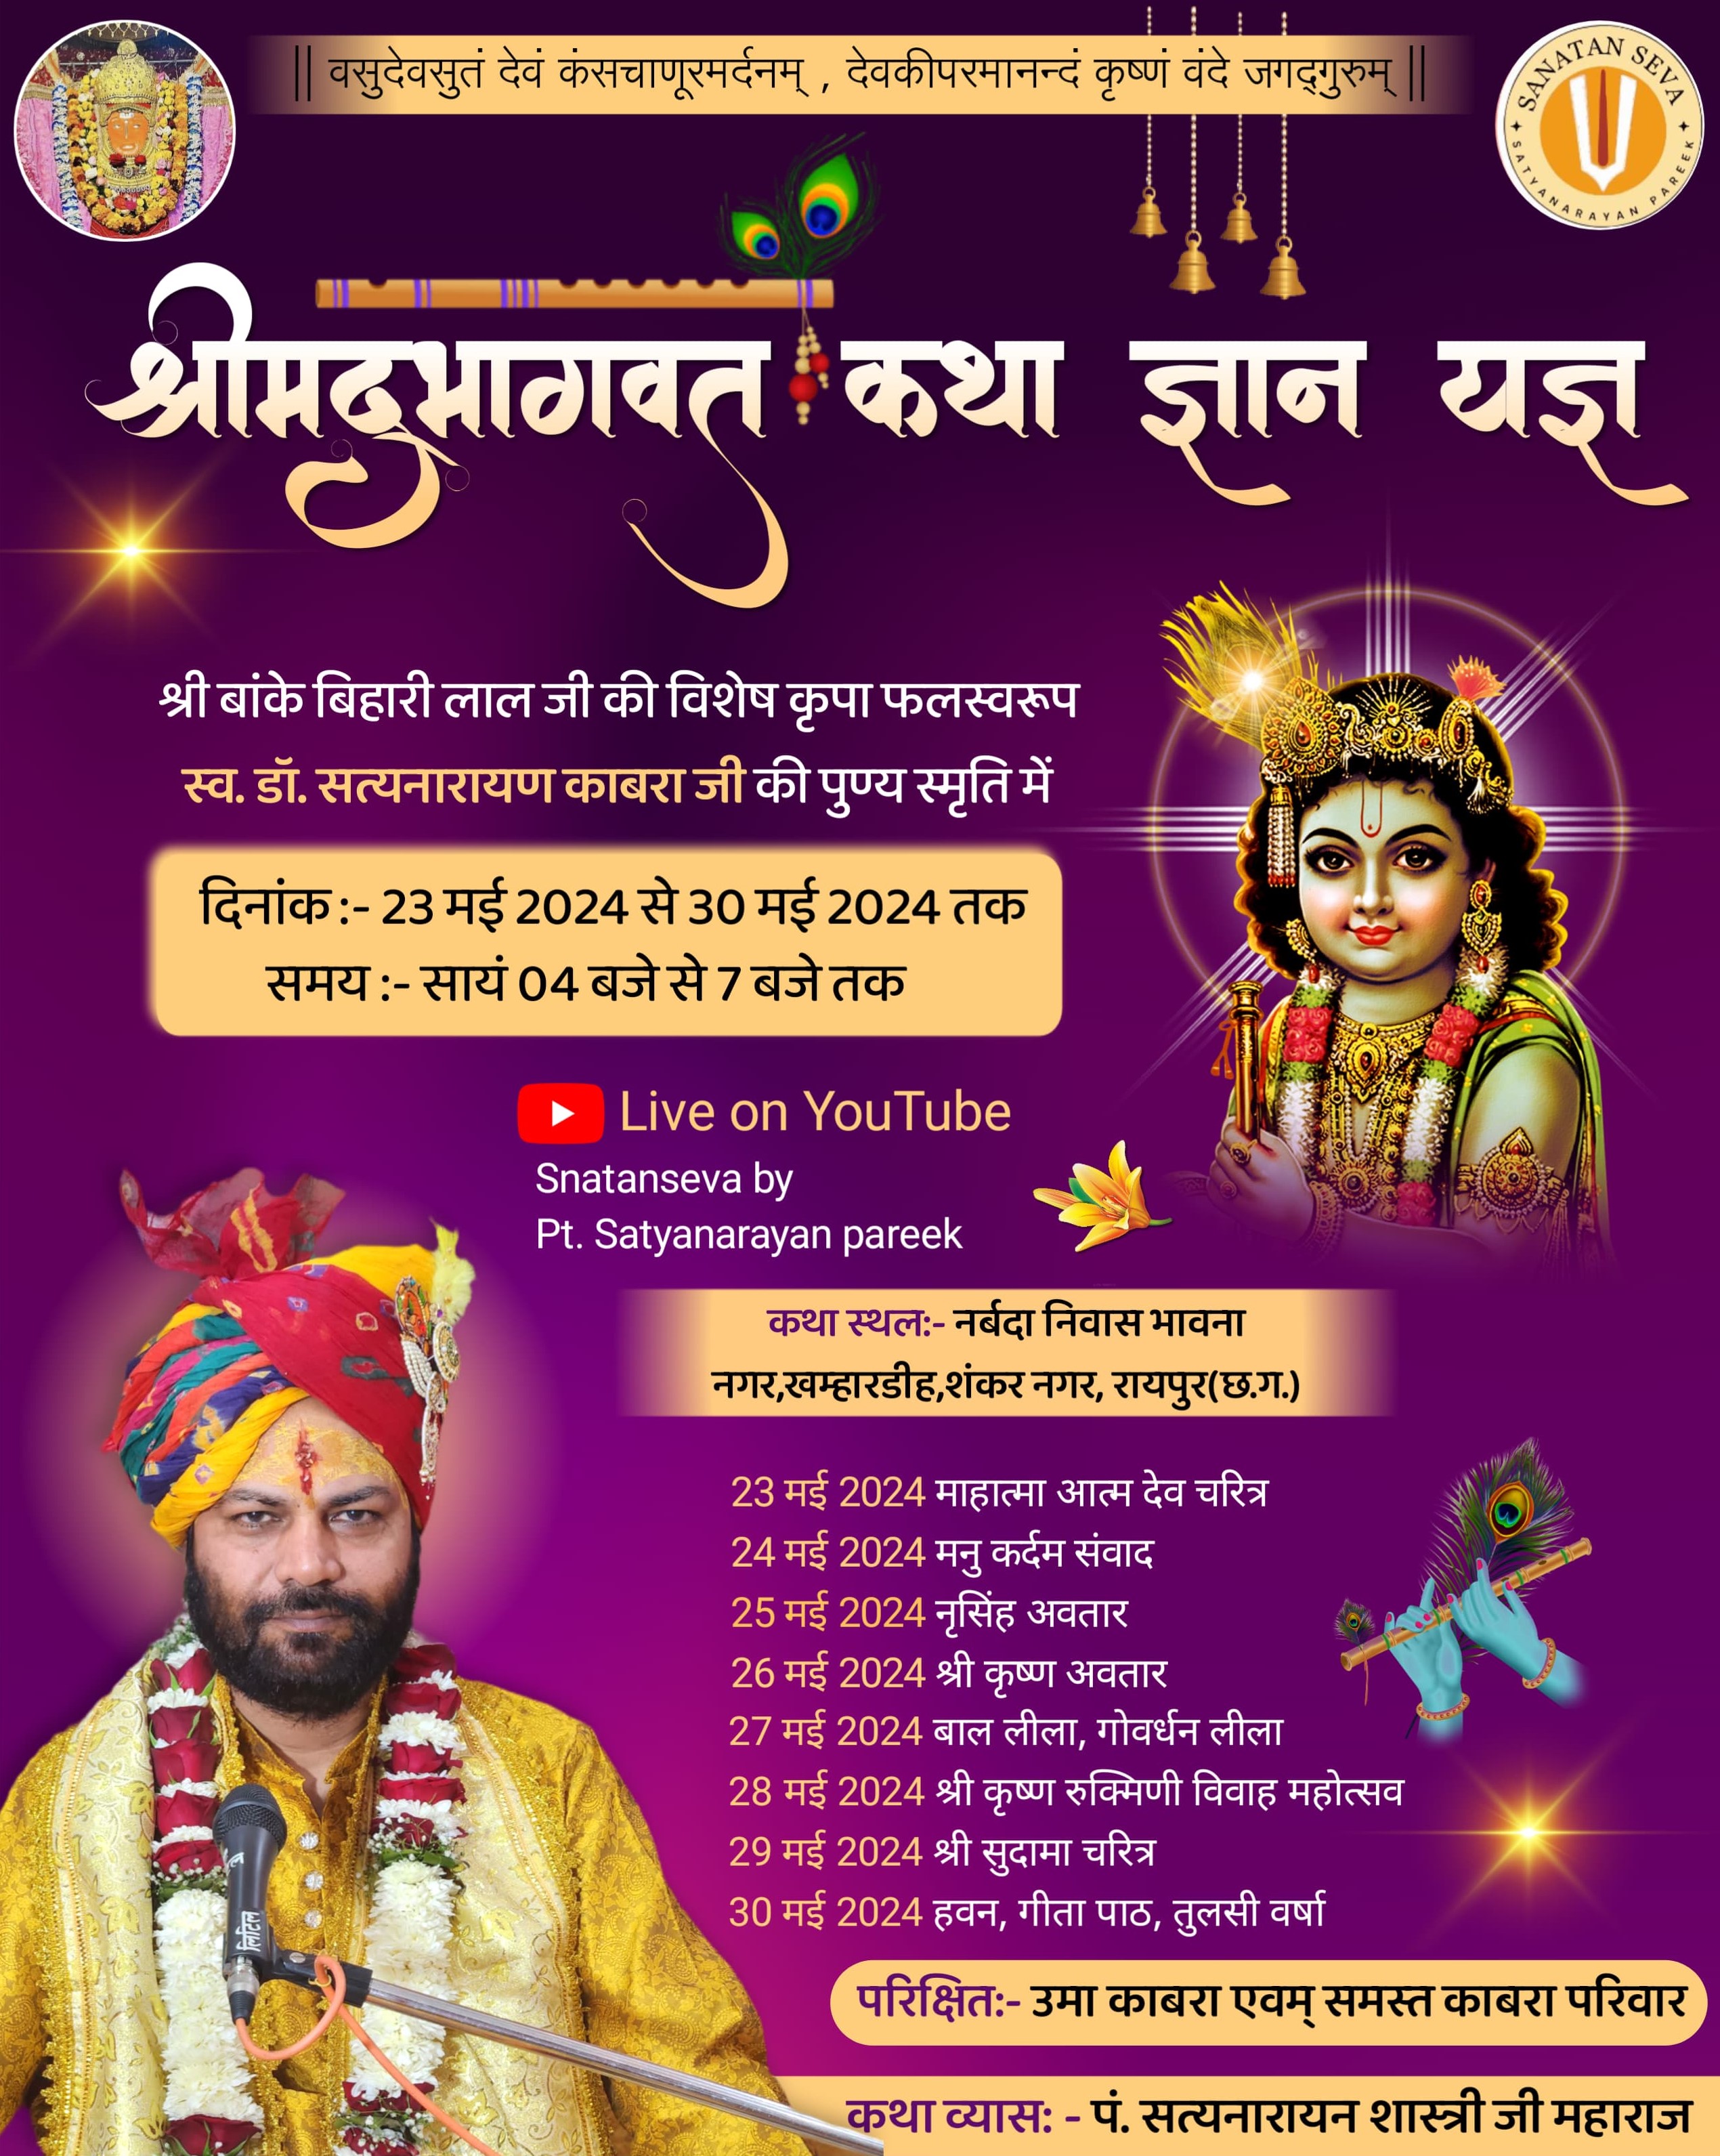 || वसुदेवसुतं देवं कंसचाणूरमर्दनम् , देवकीपरमानन्दं कृष्णं वंदे जगद्गुरुम् ||
SANATAN SEVA
SATYANARAYAN PAREEK
श्रीमद्भागवत कथा ज्ञान यज्ञ
श्री बांके बिहारी लाल जी की विशेष कृपा फलस्वरूप
स्व. डॉ. सत्यनारायण काबरा जी की पुण्य स्मृति में
दिनांक :- 23 मई 2024 से 30 मई 2024 तक
समय :- सायं 04 बजे से 7 बजे तक
Live on YouTube
Snatanseva by
Pt. Satyanarayan pareek
कथा स्थल:- नर्बदा निवास भावना
नगर,खम्हारडीह,शंकर नगर, रायपुर(छ.ग.)
23 मई 2024 माहात्मा आत्म देव चरित्र
24 मई 2024 मनु कर्दम संवाद
25 मई 2024 नृसिंह अवतार
26 मई 2024 श्री कृष्ण अवतार
27 मई 2024 बाल लीला, गोवर्धन लीला
28 मई 2024 श्री कृष्ण रुक्मिणी विवाह महोत्सव
29 मई 2024 श्री सुदामा चरित्र
30 मई 2024 हवन, गीता पाठ, तुलसी वर्षा
लिटिल
परिक्षित:- उमा काबरा एवम् समस्त काबरा परिवार
कथा व्यास: - पं. सत्यनारायन शास्त्री जी महाराज